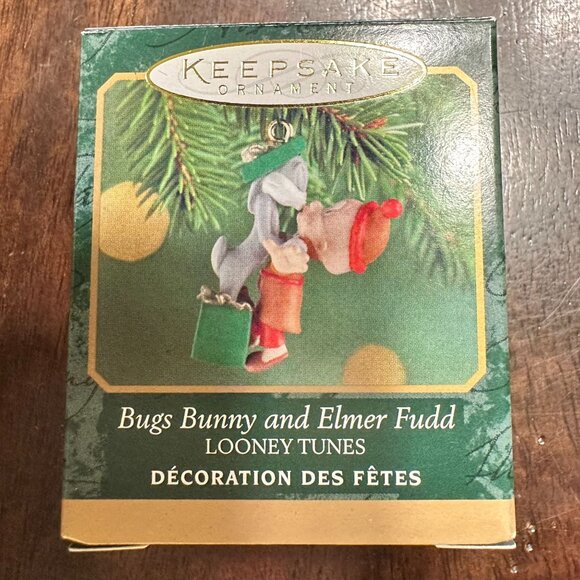 KEEPSAKE
ORNAMENT
Bugs Bunny and Elmer Fudd
LOONEY TUNES
DÉCORATION DES FÊTES